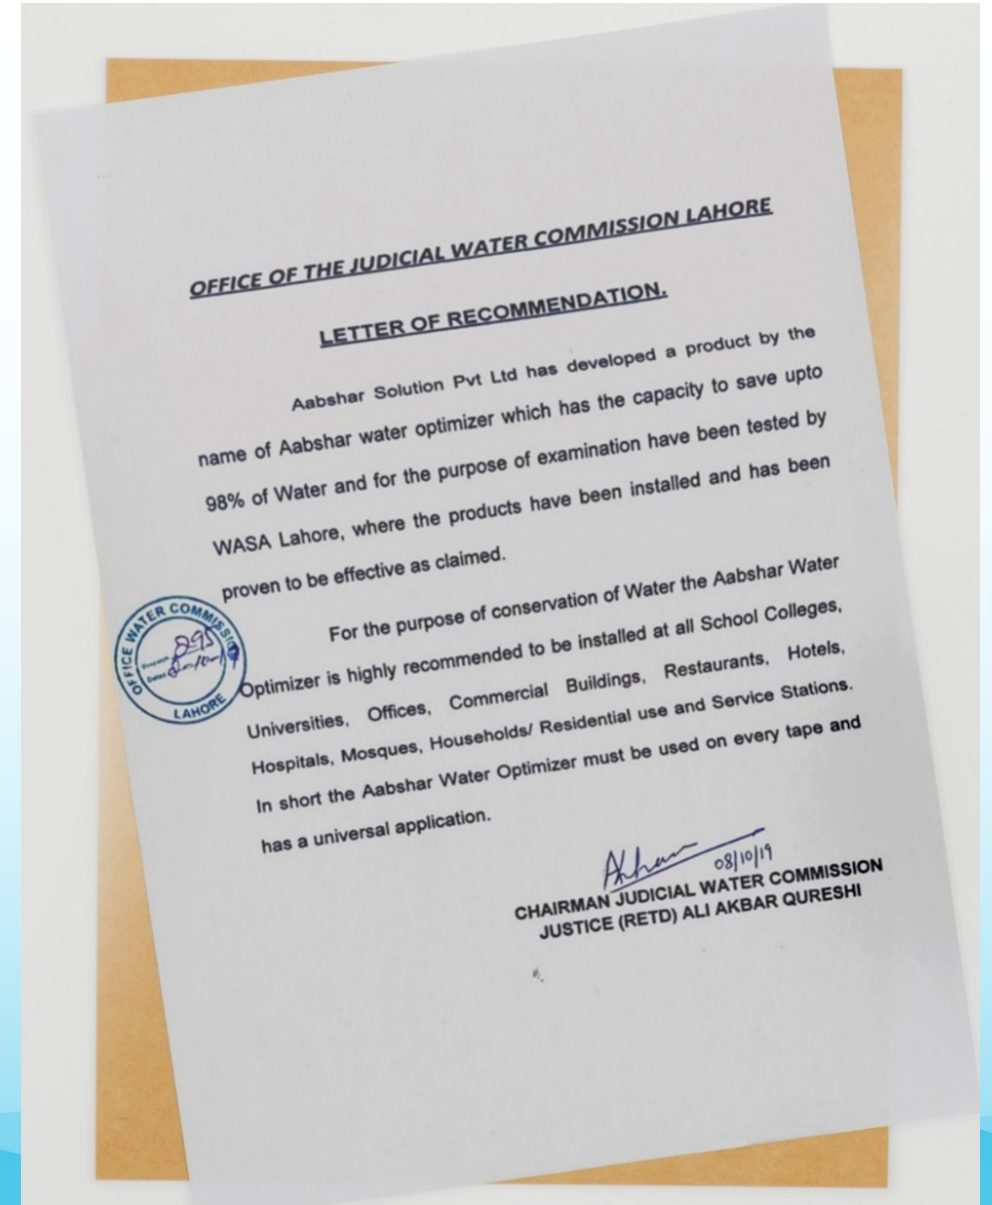 OFFICE OF THE JUDICIAL WATER COMMISSION LAHORE
LETTER OF RECOMMENDATION.
Aabshar Solution Pvt Ltd has developed a product by the
name of Aabshar water optimizer which has the capacity to save upto
98% of Water and for the purpose of examination have been tested by
WASA Lahore, where the products have been installed and has been
proven to be effective as claimed.
For the purpose of conservation of Water the Aabshar Water
Optimizer is highly recommended to be installed at all School Colleges,
Universities, Offices, Commercial Buildings, Restaurants, Hotels,
Hospitals, Mosques, Households/ Residential use and Service Stations.
In short the Aabshar Water Optimizer must be used on every tape and
has a universal application.
OFFICE WATER COMMISSION
895
Dated
LAHORE
08/10/19
CHAIRMAN JUDICIAL WATER COMMISSION
JUSTICE (RETD) ALI AKBAR QURESHI